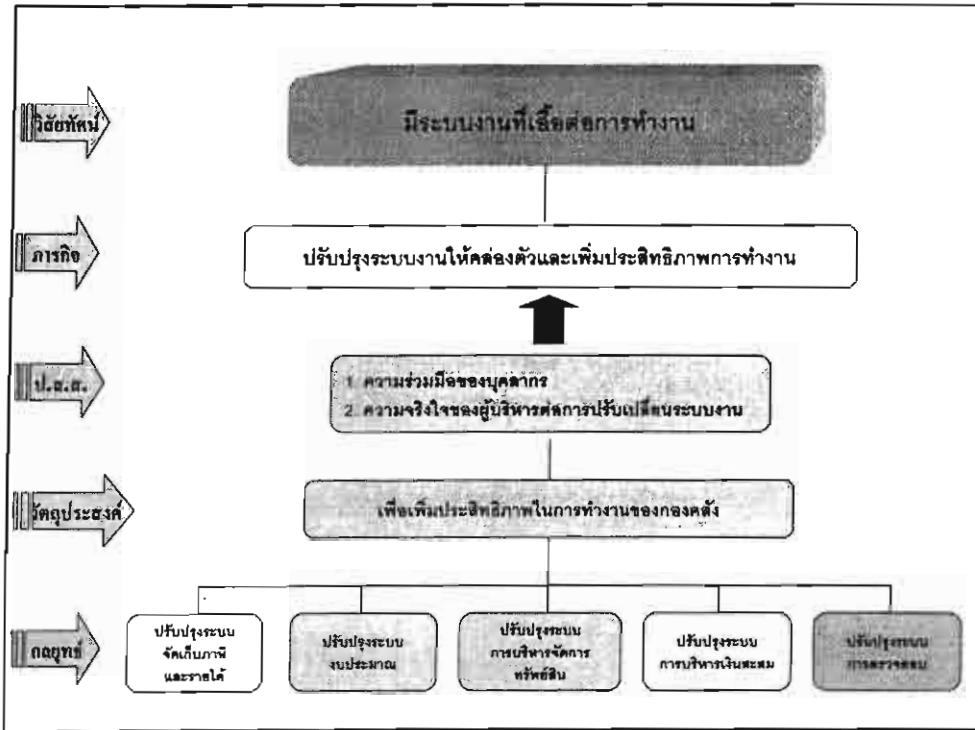 วิสัยทัศน์
มีระบบงานที่เอื้อต่อการทำงาน
ภารกิจ
ปรับปรุงระบบงานให้คล่องตัวและเพิ่มประสิทธิภาพการทำงาน
ป.ส.ส.
1. ความร่วมมือของบุคลากร
2. ความจริงใจของผู้บริหารต่อการปรับเปลี่ยนระบบงาน
วัตถุประสงค์
เพื่อเพิ่มประสิทธิภาพในการทำงานของกองคลัง
กลยุทธ์
ปรับปรุงระบบ
จัดเก็บภาษี
และรายได้
ปรับปรุงระบบ
งบประมาณ
ปรับปรุงระบบ
การบริหารจัดการ
ทรัพย์สิน
ปรับปรุงระบบ
การบริหารเงินสะสม
ปรับปรุงระบบ
การตรวจสอบ